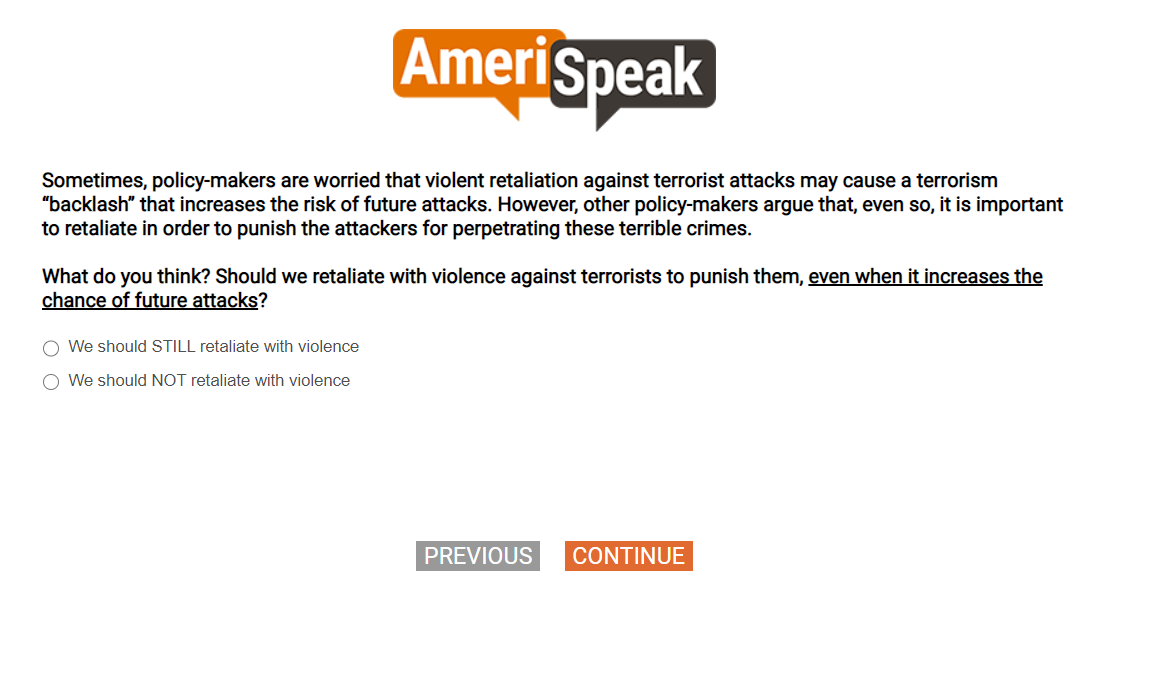 AmeriSpeak
Sometimes, policy-makers are worried that violent retaliation against terrorist attacks may cause a terrorism
“backlash” that increases the risk of future attacks. However, other policy-makers argue that, even so, it is important
to retaliate in order to punish the attackers for perpetrating these terrible crimes.
What do you think? Should we retaliate with violence against terrorists to punish them, even when it increases the
chance of future attacks?
We should STILL retaliate with violence
We should NOT retaliate with violence
PREVIOUS CONTINUE